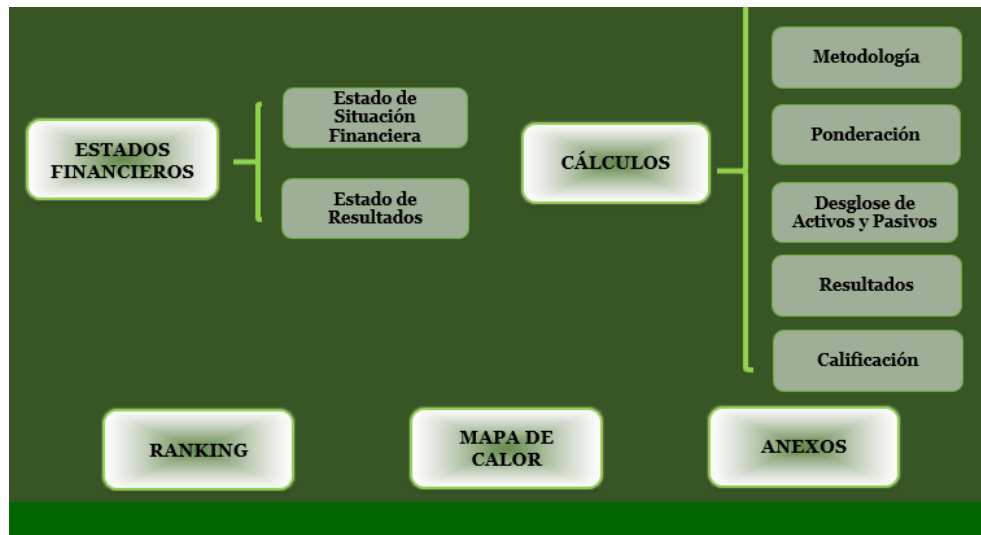 ESTADOS
FINANCIEROS
Estado de
Situación
Financiera
Estado de
Resultados
CÁLCULOS
Metodología
Ponderación
Desglose de
Activos y Pasivos
Resultados
Calificación
RANKING
MAPA DE
CALOR
ANEXOS